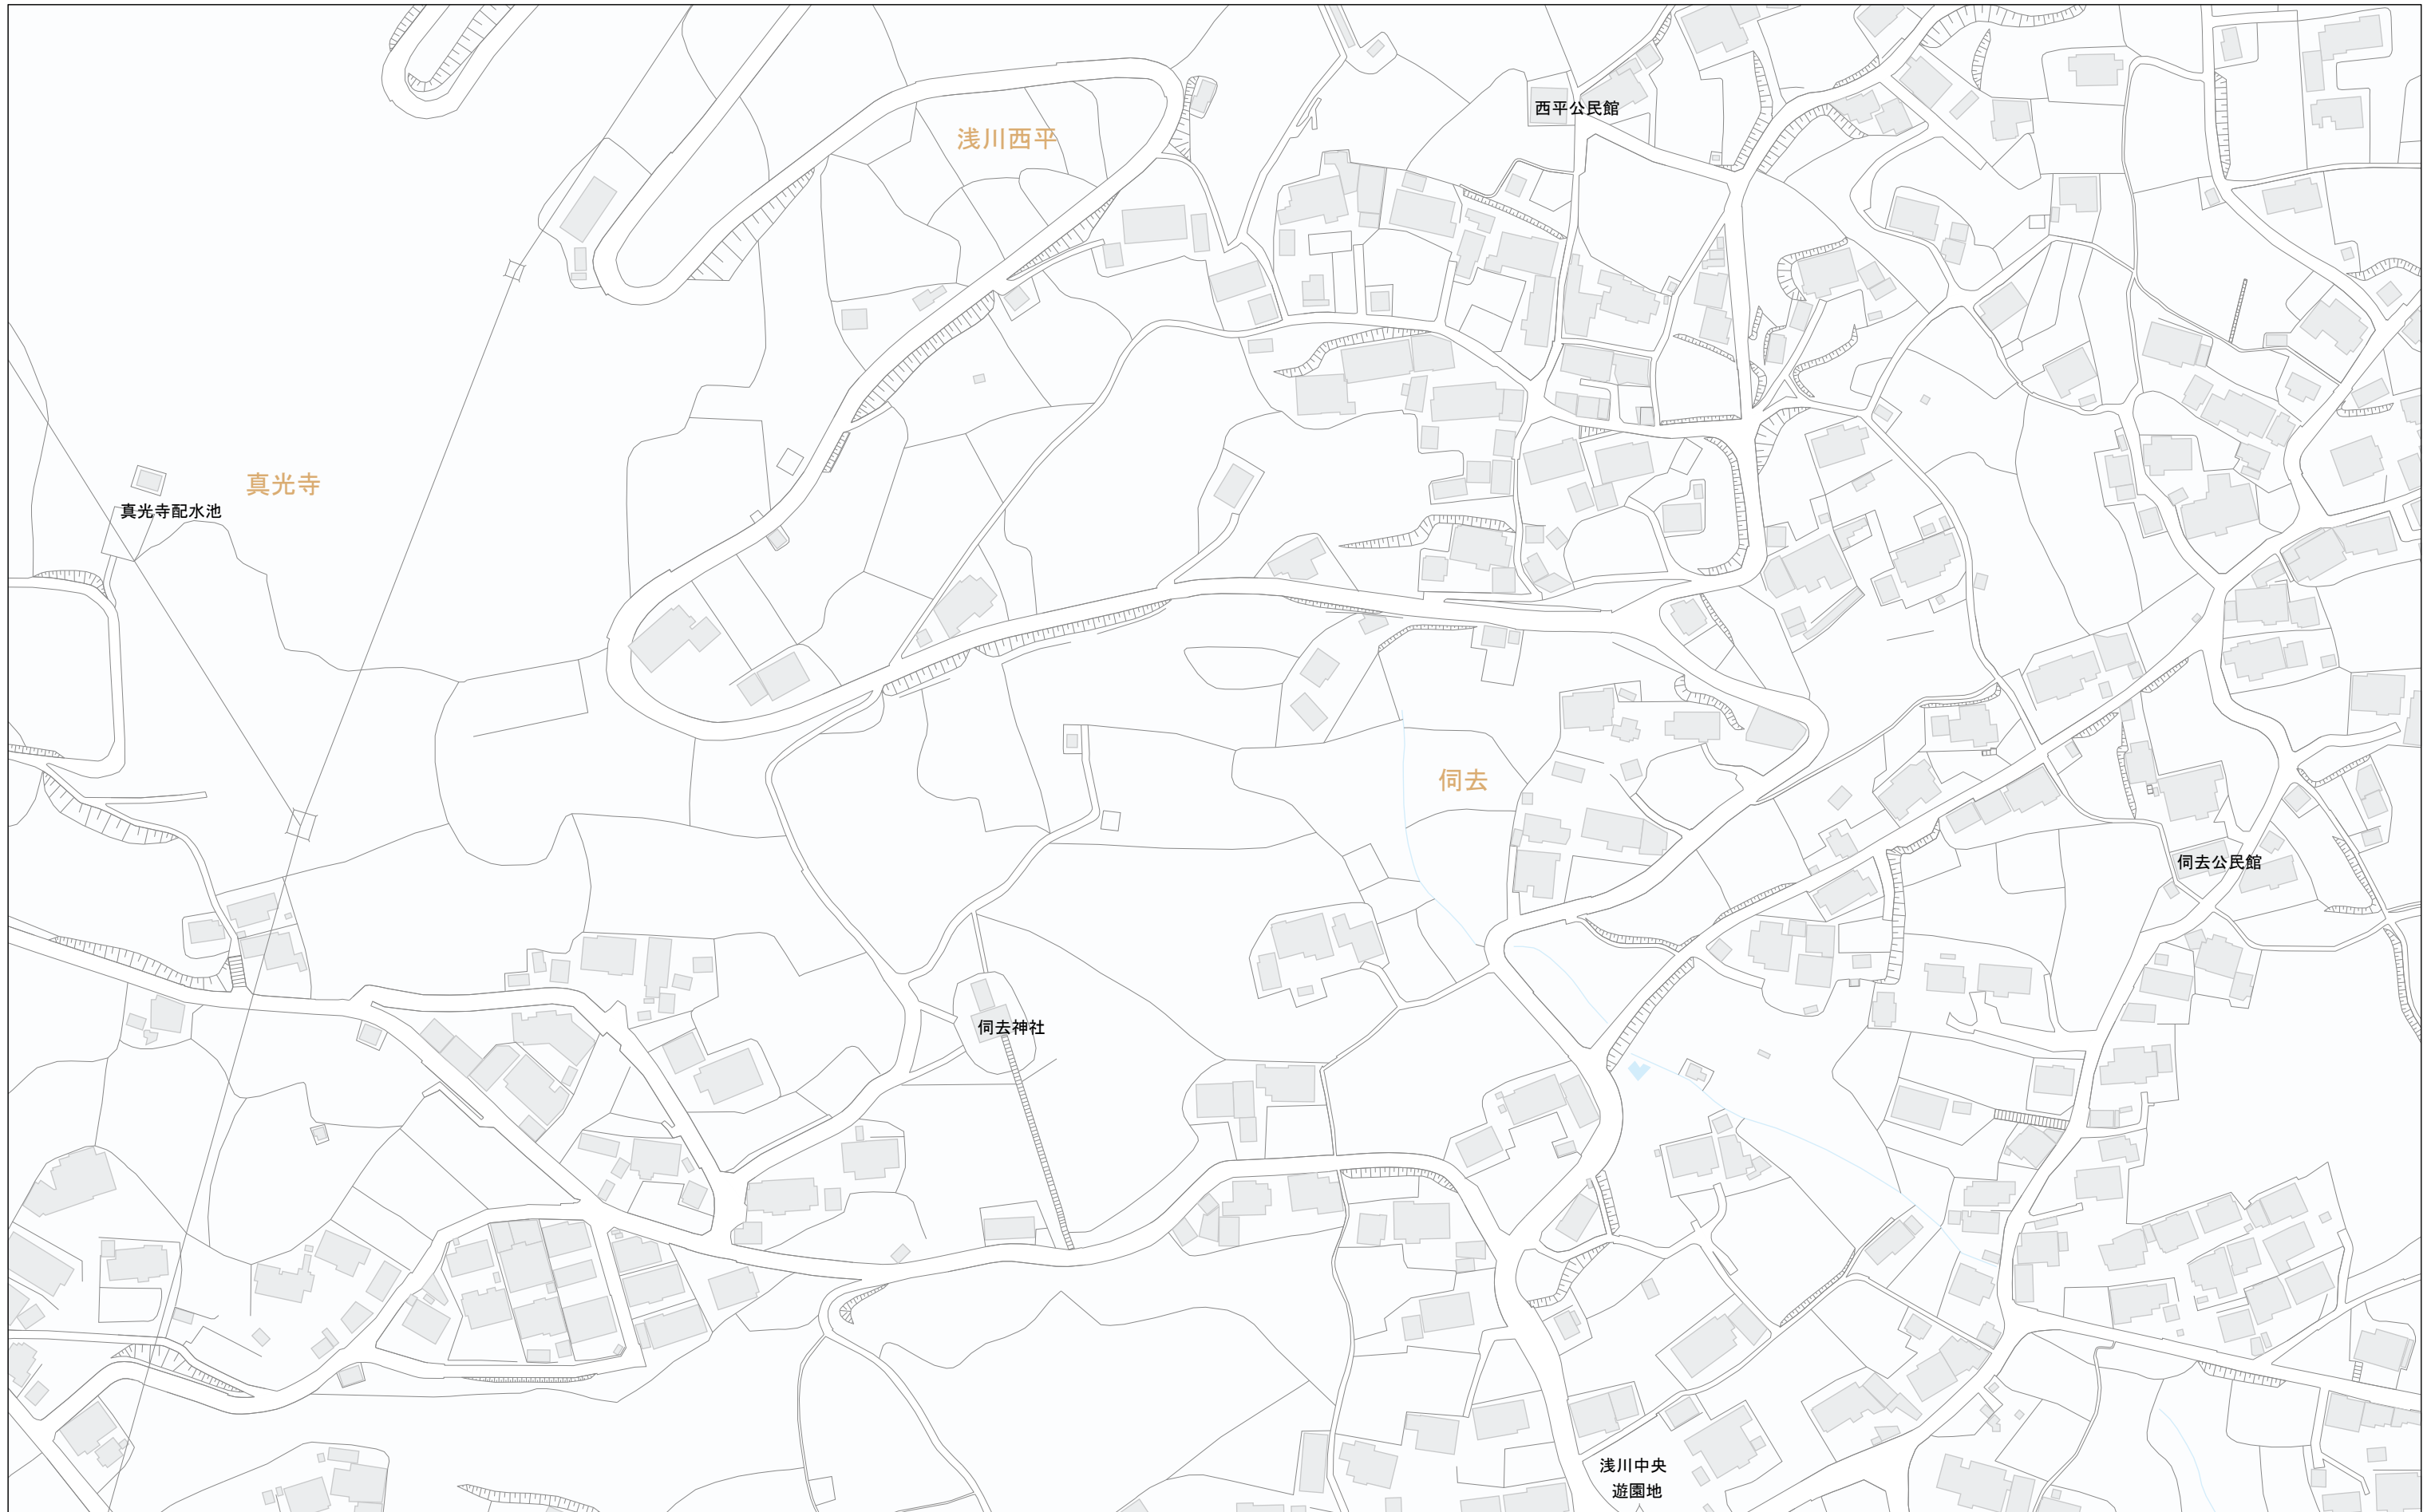 西平公民館
浅川西平
真光寺
真光寺配水池
伺去
伺去公民館
伺去神社
浅川中央
遊園地